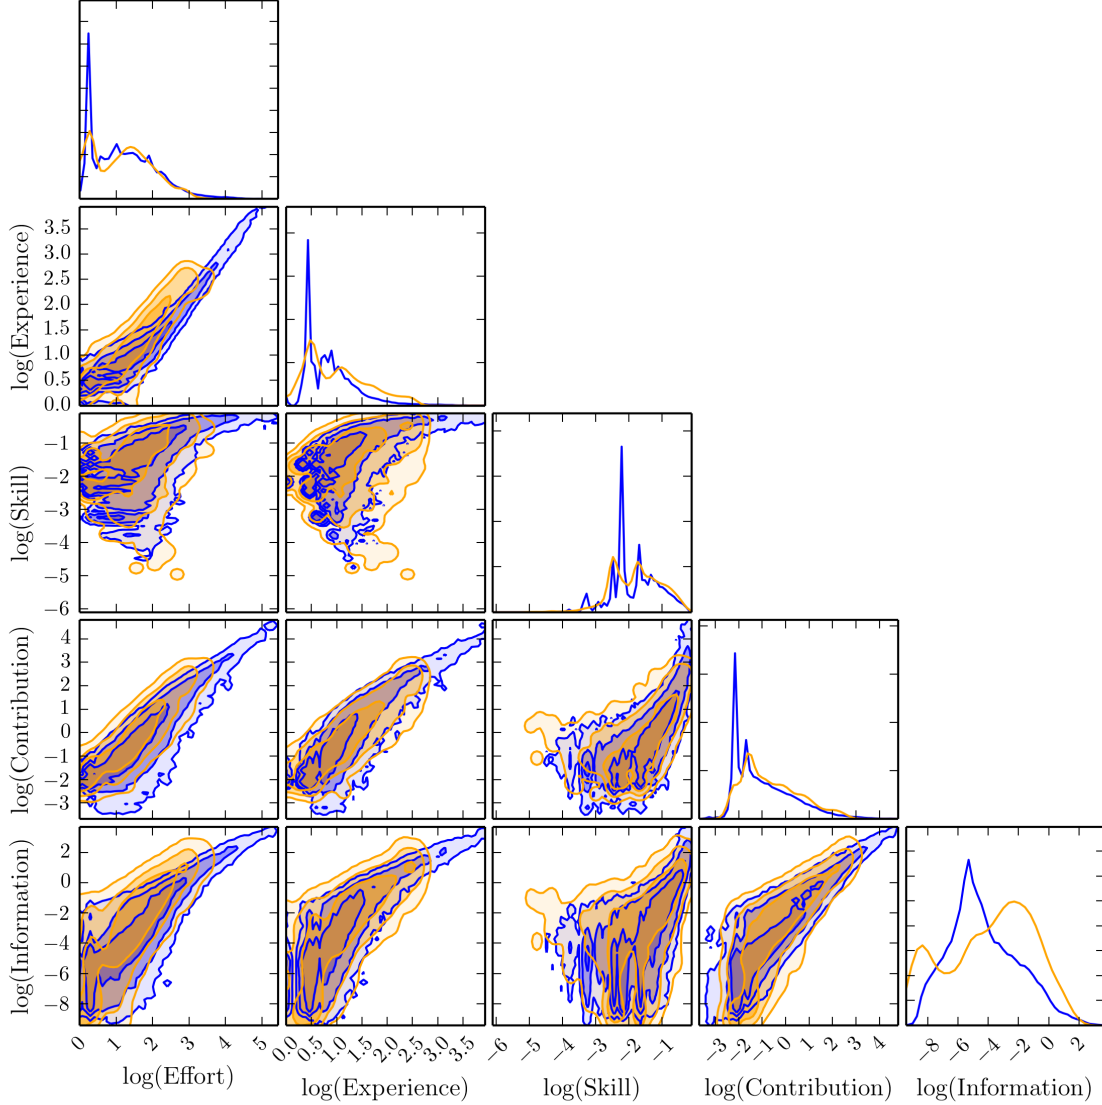 log(Experience)
3.5
3.0
2.5
2.0
1.5
1.0
0.5
0.0
log(Skill)
−1
−2
−3
−4
−5
−6
log(Contribution)
4
3
2
1
0
−1
−2
−3
log(Information)
2
0
−2
−4
−6
−8
0 1 2 3 4 5
0.0 0.5 1.0 1.5 2.0 2.5 3.0 3.5
−6 −5 −4 −3 −2 −1
−3 −2 −1 0 1 2 3 4
−8 −6 −4 −2 0 2
log(Effort)
log(Experience)
log(Skill)
log(Contribution)
log(Information)